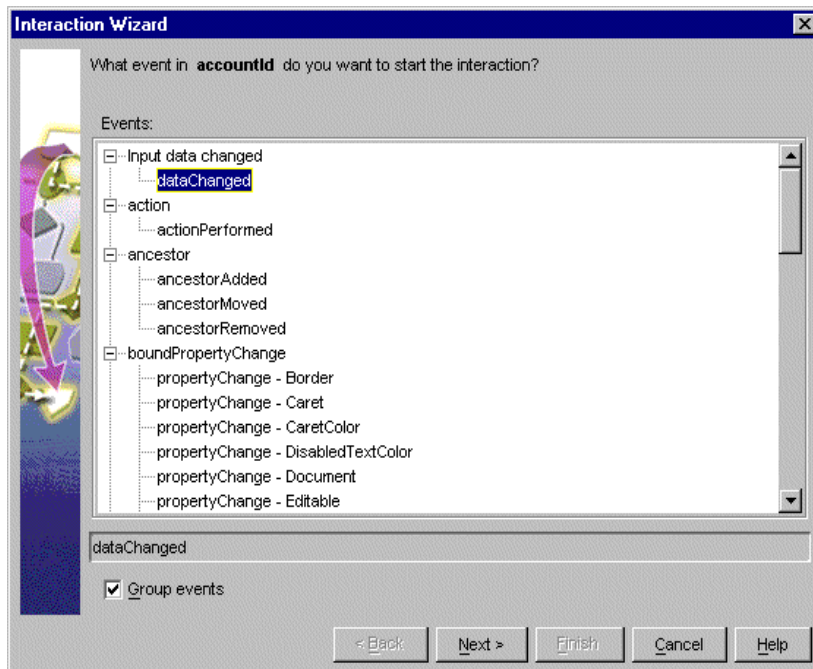 Interaction Wizard
What event in accountId do you want to start the interaction?
Events:
Input data changed
dataChanged
action
actionPerformed
ancestor
ancestorAdded
ancestorMoved
ancestorRemoved
boundPropertyChange
propertyChange - Border
propertyChange - Caret
propertyChange - CaretColor
propertyChange - DisabledTextColor
propertyChange - Document
propertyChange - Editable
dataChanged
Group events
< Back Next > Finish Cancel Help